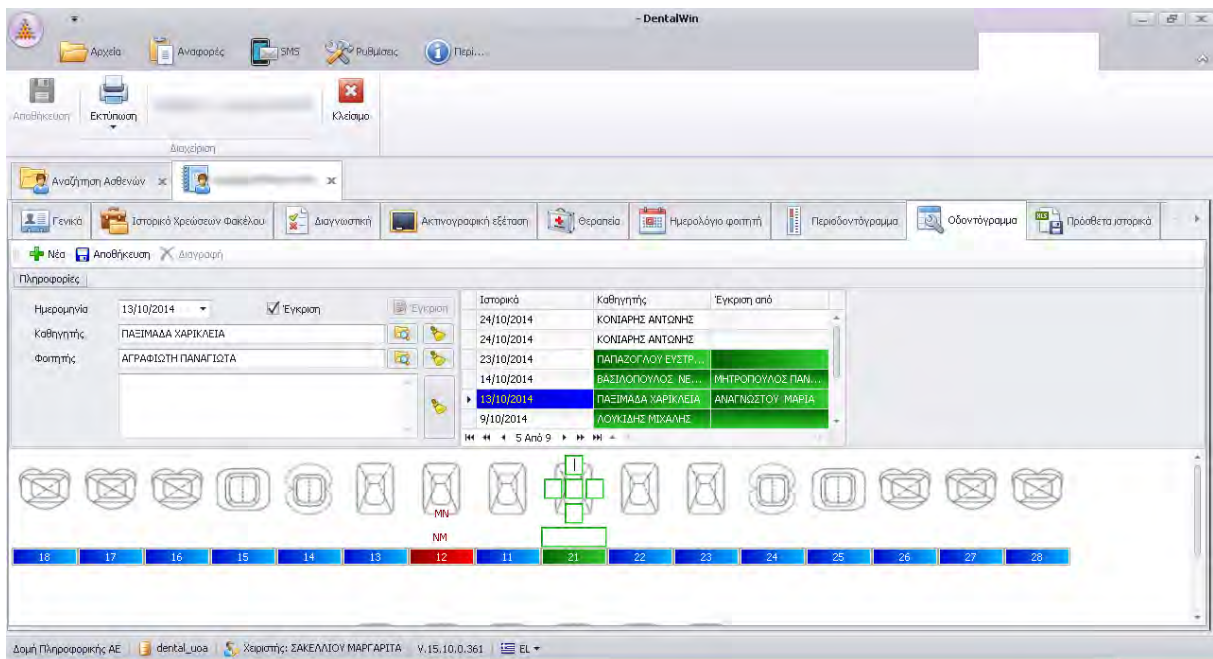 - DentalWin
Αρχεία Αναφορές SMS Ρυθμίσεις Περί....
Αποθήκευση Εκτύπωση Κλείσιμο
Διαχείριση
Αναζήτηση Ασθενών
Γενικά Ιστορικό Χρεώσεων Φακέλου Διαγνωστική Ακτινογραφική εξέταση Θεραπεία Ημερολόγιο φοιτητή Περιοδοντόγραμμα Οδοντόγραμμα Πρόσθετα ιστορικά
Νέα Αποθήκευση Διαγραφή
Πληροφορίες
Ημερομηνία 13/10/2014 Έγκριση Έγκριση
Καθηγητής ΠΑΞΙΜΑΔΑ ΧΑΡΙΚΛΕΙΑ
Φοιτητής ΑΓΡΑΦΙΩΤΗ ΠΑΝΑΓΙΩΤΑ
Ιστορικό Καθηγητής Έγκριση από
24/10/2014 ΚΟΝΙΑΡΗΣ ΑΝΤΩΝΗΣ
24/10/2014 ΚΟΝΙΑΡΗΣ ΑΝΤΩΝΗΣ
23/10/2014 ΠΑΠΑΖΟΓΛΟΥ ΕΥΣΤΡ...
14/10/2014 ΒΑΣΙΛΟΠΟΥΛΟΣ ΝΕ... ΜΗΤΡΟΠΟΥΛΟΣ ΠΑΝ...
13/10/2014 ΠΑΞΙΜΑΔΑ ΧΑΡΙΚΛΕΙΑ ΑΝΑΓΝΩΣΤΟΥ ΜΑΡΙΑ
9/10/2014 ΛΟΥΚΙΔΗΣ ΜΙΧΑΛΗΣ
5 Από 9
MN
NM
18 17 16 15 14 13 12 11 21 22 23 24 25 26 27 28
Δομή Πληροφορικής ΑΕ dental_uoa Χειριστής: ΣΑΚΕΛΛΙΟΥ ΜΑΡΓΑΡΙΤΑ V.15.10.0.361 EL